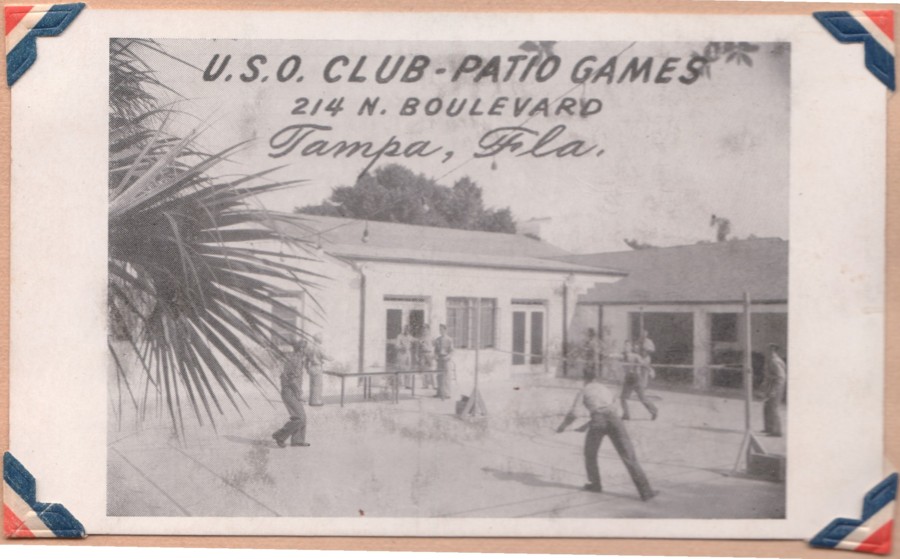 U.S.O. CLUB-PATIO GAMES
214 N. BOULEVARD
Tampa, Fla.